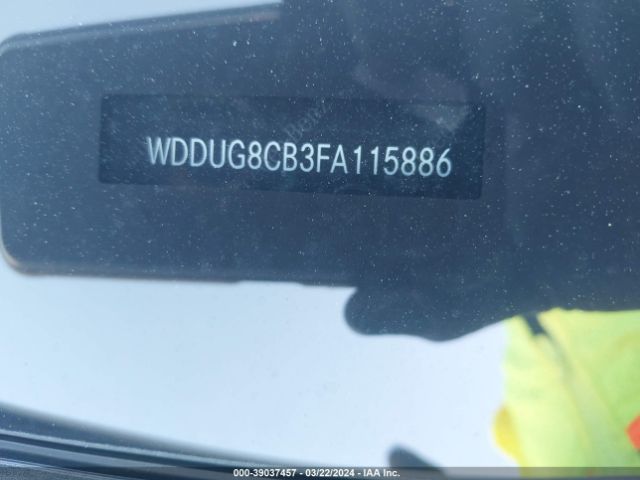 WDDUG8CB3FA115886
000-39037457 - 03/22/2024 - IAA Inc.